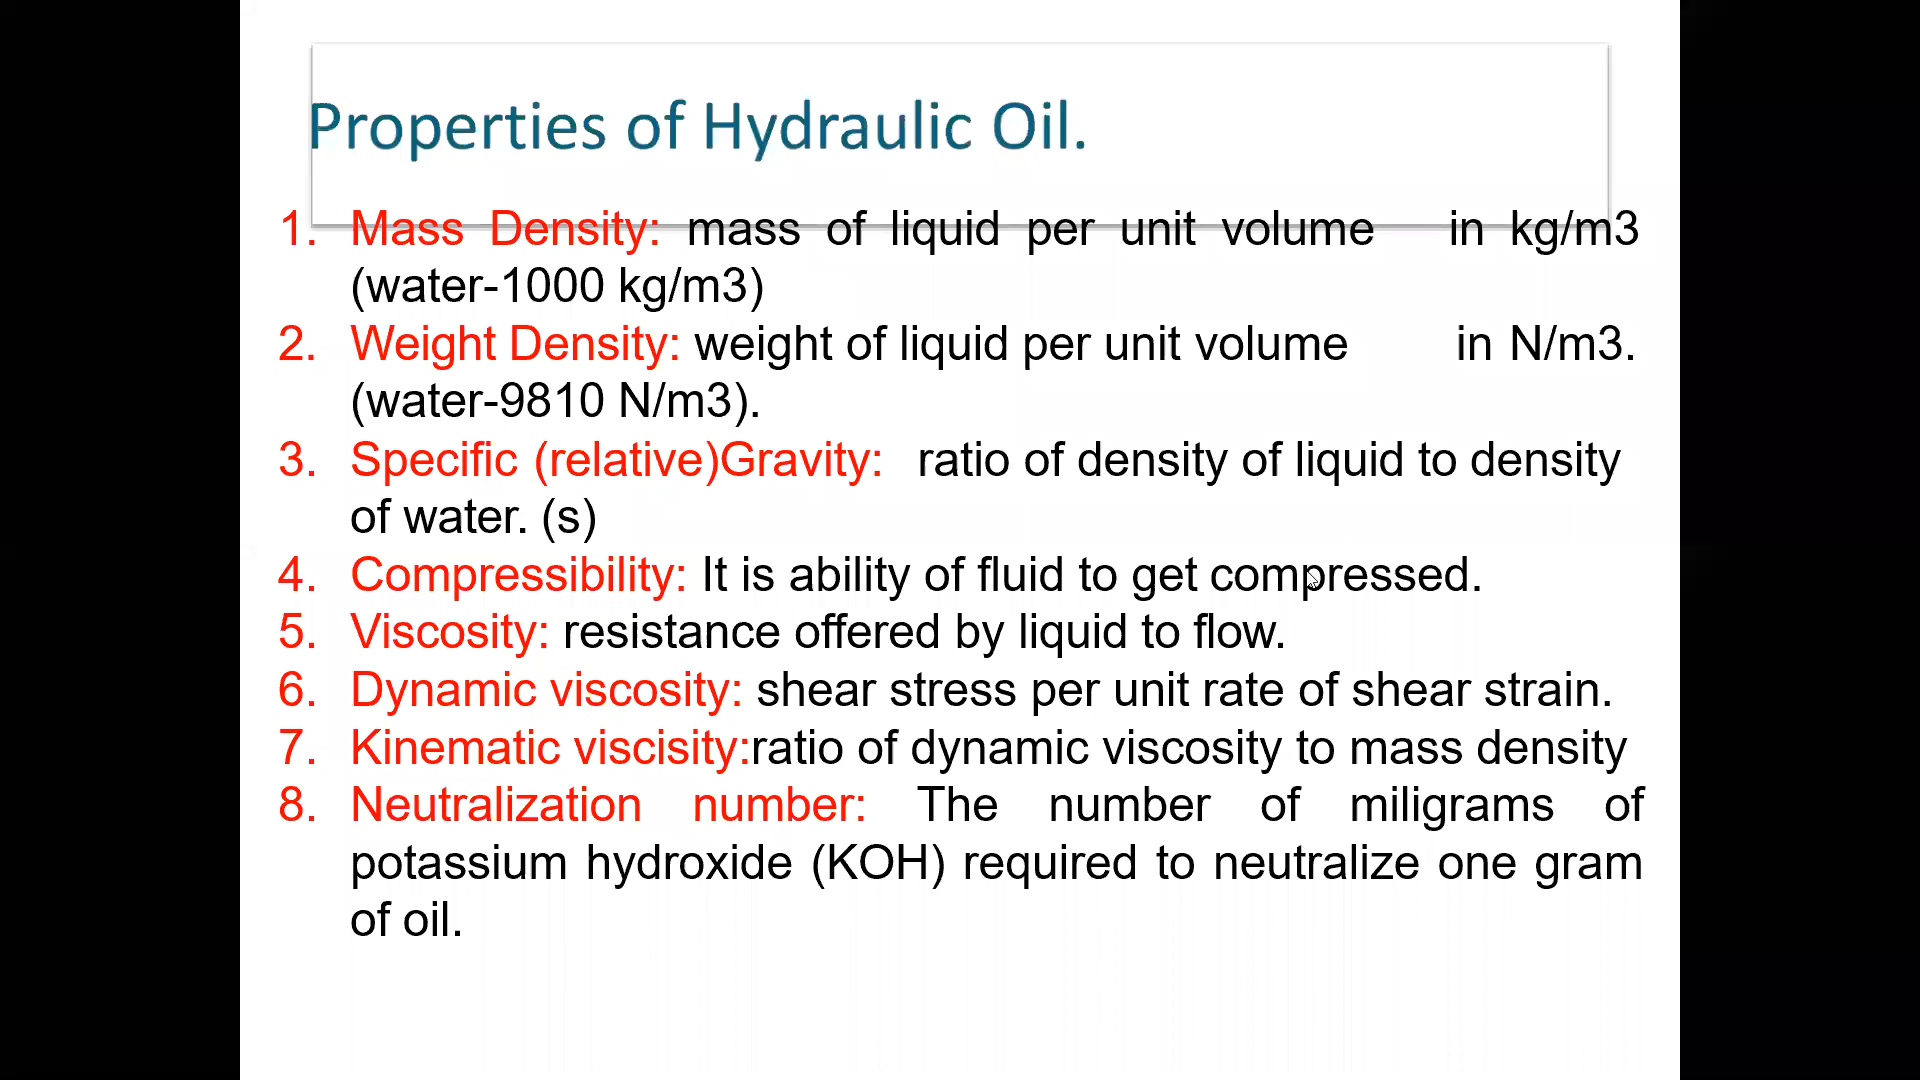 Properties of Hydraulic Oil.
1. Mass Density: mass of liquid per unit volume in kg/m3
(water-1000 kg/m3)
2. Weight Density: weight of liquid per unit volume in N/m3.
(water-9810 N/m3).
3. Specific (relative)Gravity: ratio of density of liquid to density
of water. (s)
4. Compressibility: It is ability of fluid to get compressed.
5. Viscosity: resistance offered by liquid to flow.
6. Dynamic viscosity: shear stress per unit rate of shear strain.
7. Kinematic viscisity:ratio of dynamic viscosity to mass density
8. Neutralization number: The number of miligrams of
potassium hydroxide (KOH) required to neutralize one gram
of oil.